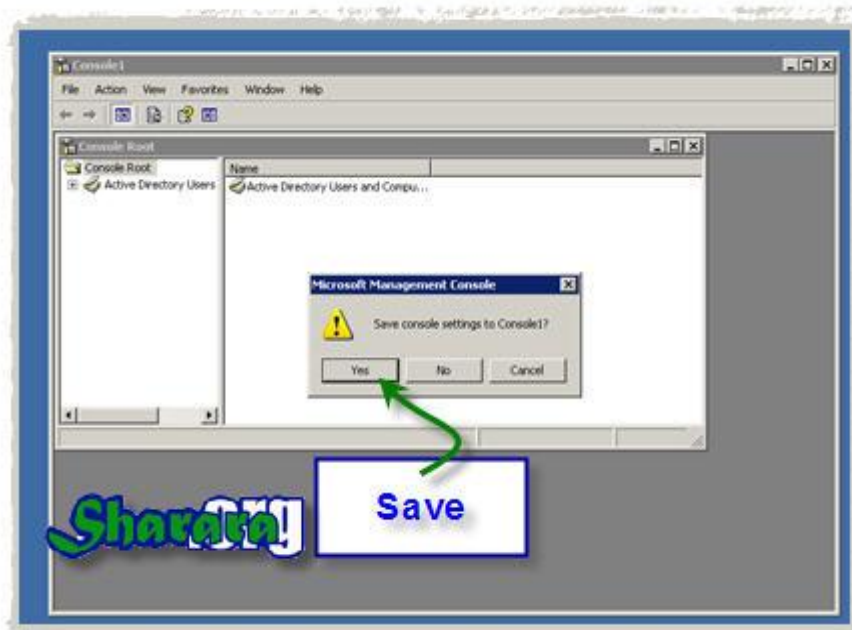 Console1
File Action View Favorites Window Help
Console Root
Console Root
Active Directory Users
Name
Active Directory Users and Compu...
Microsoft Management Console
Save console settings to Console1?
Yes No Cancel
Save
Sharara.org